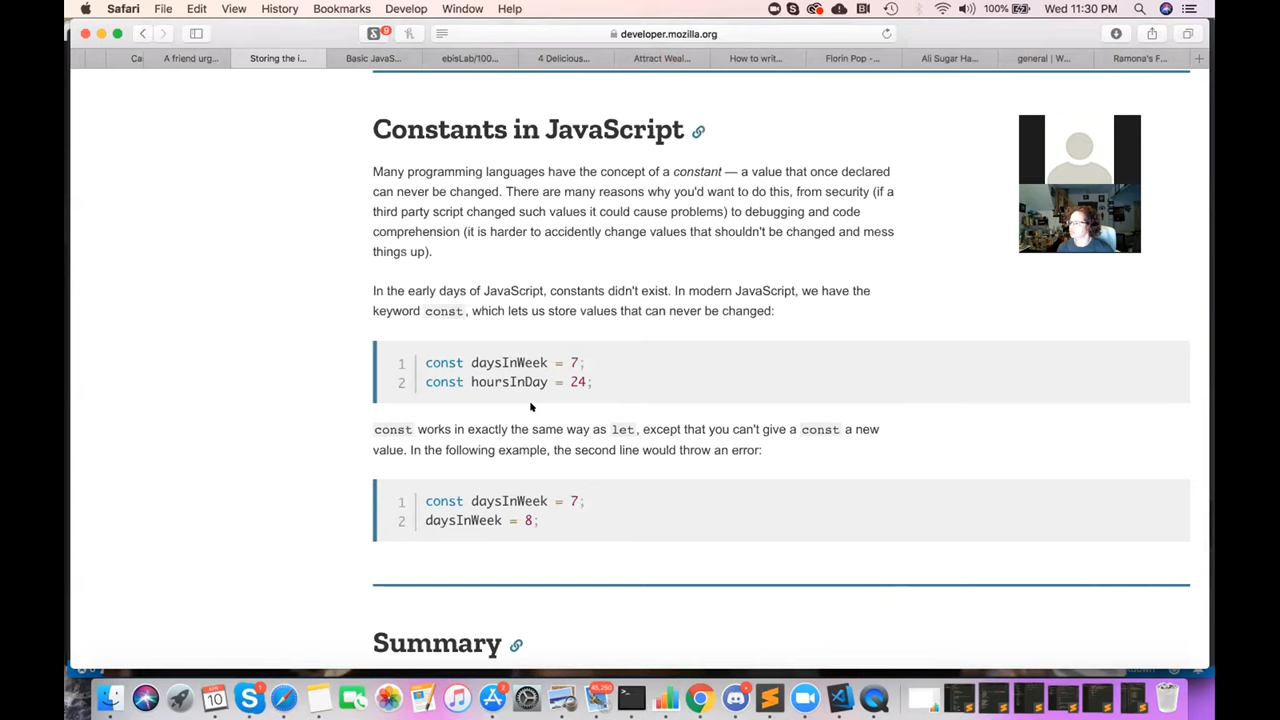 Safari File Edit View History Bookmarks Develop Window Help 100% Wed 11:30 PM
9 developer.mozilla.org
Ca A friend urg... Storing the i... Basic JavaS... ebisLab/100... 4 Delicious... Attract Weal... How to writ... Florin Pop -... Ali Sugar Ha... general | W... Ramona's F...
Constants in JavaScript
Many programming languages have the concept of a constant — a value that once declared
can never be changed. There are many reasons why you'd want to do this, from security (if a
third party script changed such values it could cause problems) to debugging and code
comprehension (it is harder to accidently change values that shouldn't be changed and mess
things up).
In the early days of JavaScript, constants didn't exist. In modern JavaScript, we have the
keyword const, which lets us store values that can never be changed:
1 const daysInWeek = 7;
2 const hoursInDay = 24;
const works in exactly the same way as let, except that you can't give a const a new
value. In the following example, the second line would throw an error:
1 const daysInWeek = 7;
2 daysInWeek = 8;
Summary
10